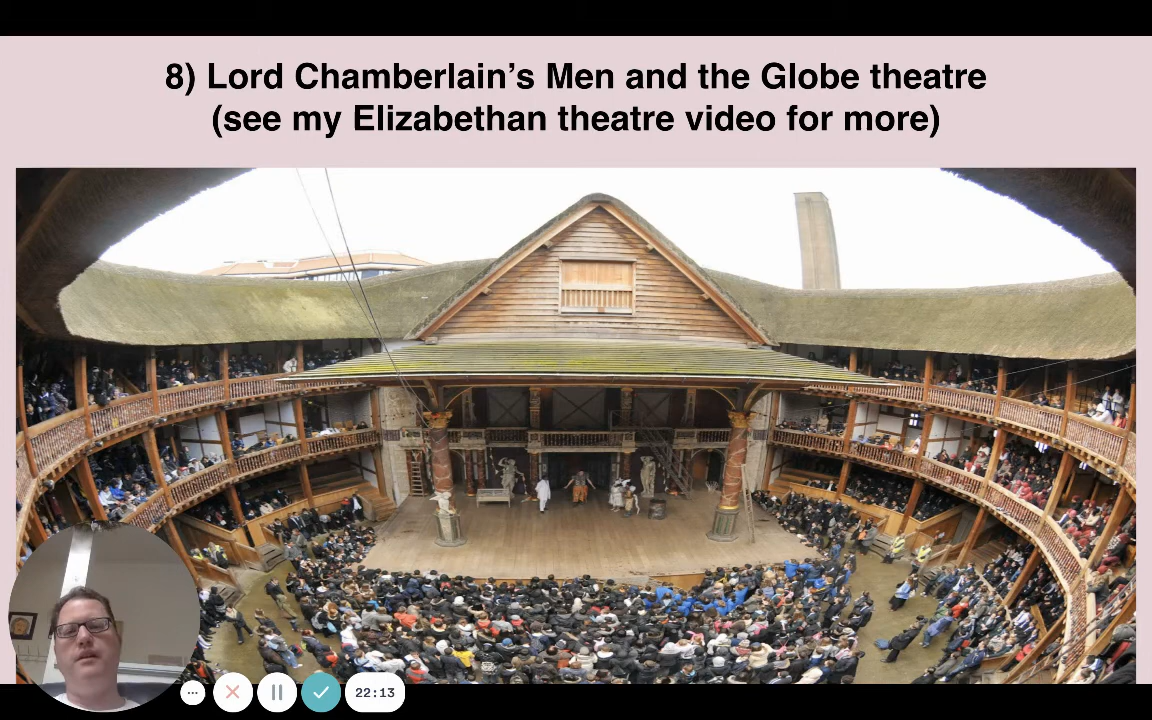 8) Lord Chamberlain’s Men and the Globe theatre
(see my Elizabethan theatre video for more)
22:13